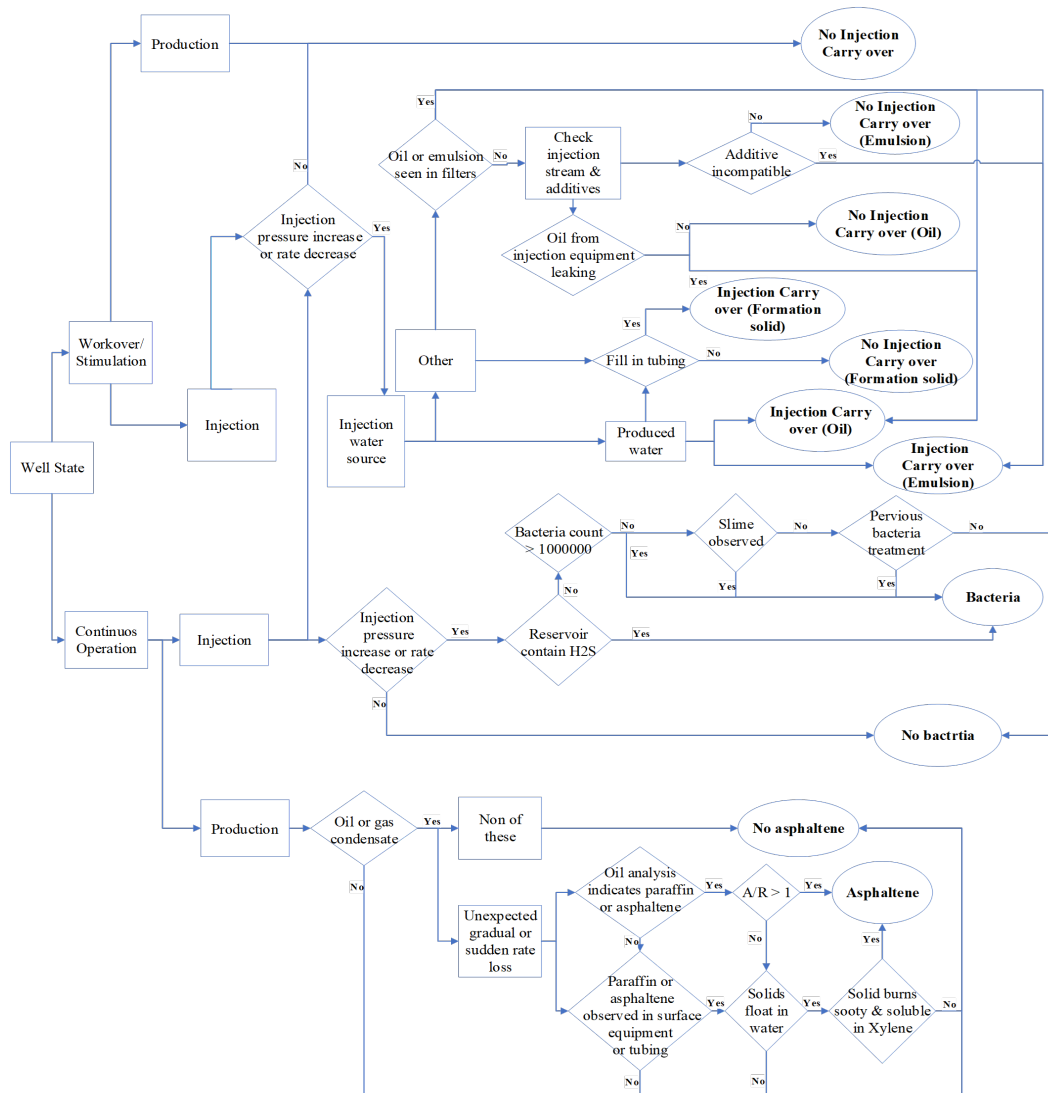 Production
No Injection
Carry over
Yes
No Injection
Carry over
(Emulsion)
No
Oil or emulsion
seen in filters
No
Check
injection
stream &
additives
Additive
incompatible
Yes
No
Injection
pressure increase
or rate decrease
Yes
Oil from
injection equipment
leaking
No
No Injection
Carry over (Oil)
Yes
Injection Carry
over (Formation
solid)
Yes
Workover/
Stimulation
Other
Fill in tubing
No
No Injection
Carry over
(Formation solid)
Injection
Injection
water
source
Produced
water
Injection Carry
over (Oil)
Well State
Injection
Carry over
(Emulsion)
Bacteria count
> 1000000
No
Yes
Slime
observed
No
Pervious
bacteria
treatment
No
Yes
Yes
No
Bacteria
Continuos
Operation
Injection
Injection
pressure
increase or rate
decrease
Yes
Reservoir
contain H2S
Yes
No
No bactrtia
Production
Oil or gas
condensate
Yes
Non of
these
No asphaltene
No
Oil analysis
indicates paraffin
or asphaltene
Yes
A/R > 1
Yes
Asphaltene
Unexpected
gradual or
sudden rate
loss
No
No
Yes
Paraffin or
asphaltene
observed in surface
equipment
or tubing
Yes
Solids
float in
water
Yes
Solid burns
sooty & soluble
in Xylene
No
No
No